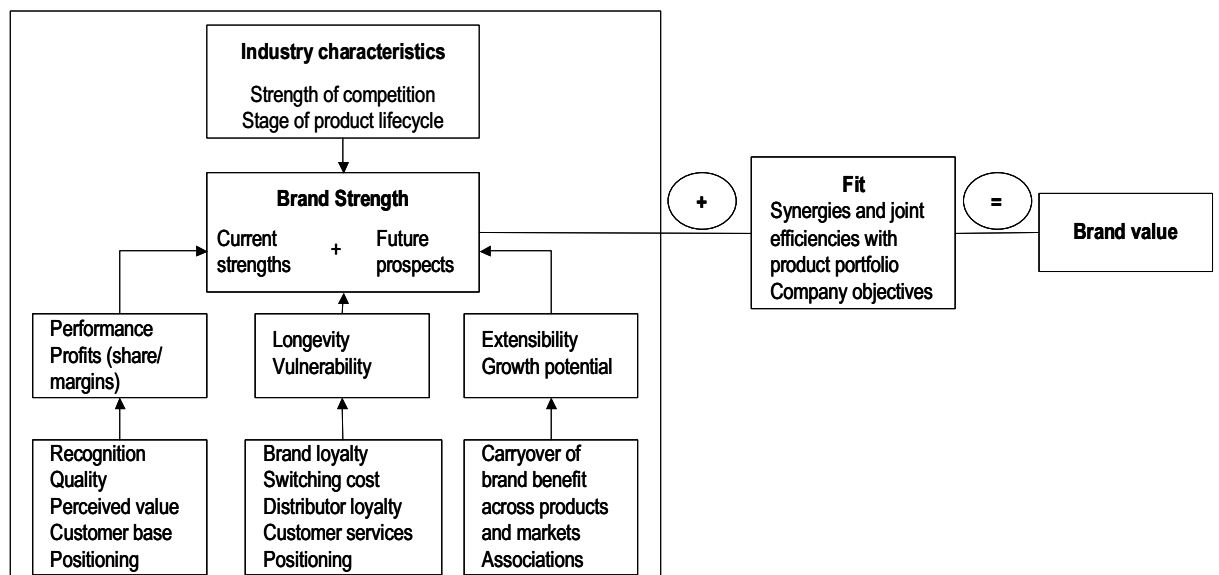 Industry characteristics
Strength of competition
Stage of product lifecycle
Brand Strength
Current
strengths
+
Future
prospects
+
Fit
Synergies and joint
efficiencies with
product portfolio
Company objectives
=
Brand value
Performance
Profits (share/
margins)
Longevity
Vulnerability
Extensibility
Growth potential
Recognition
Quality
Perceived value
Customer base
Positioning
Brand loyalty
Switching cost
Distributor loyalty
Customer services
Positioning
Carryover of
brand benefit
across products
and markets
Associations